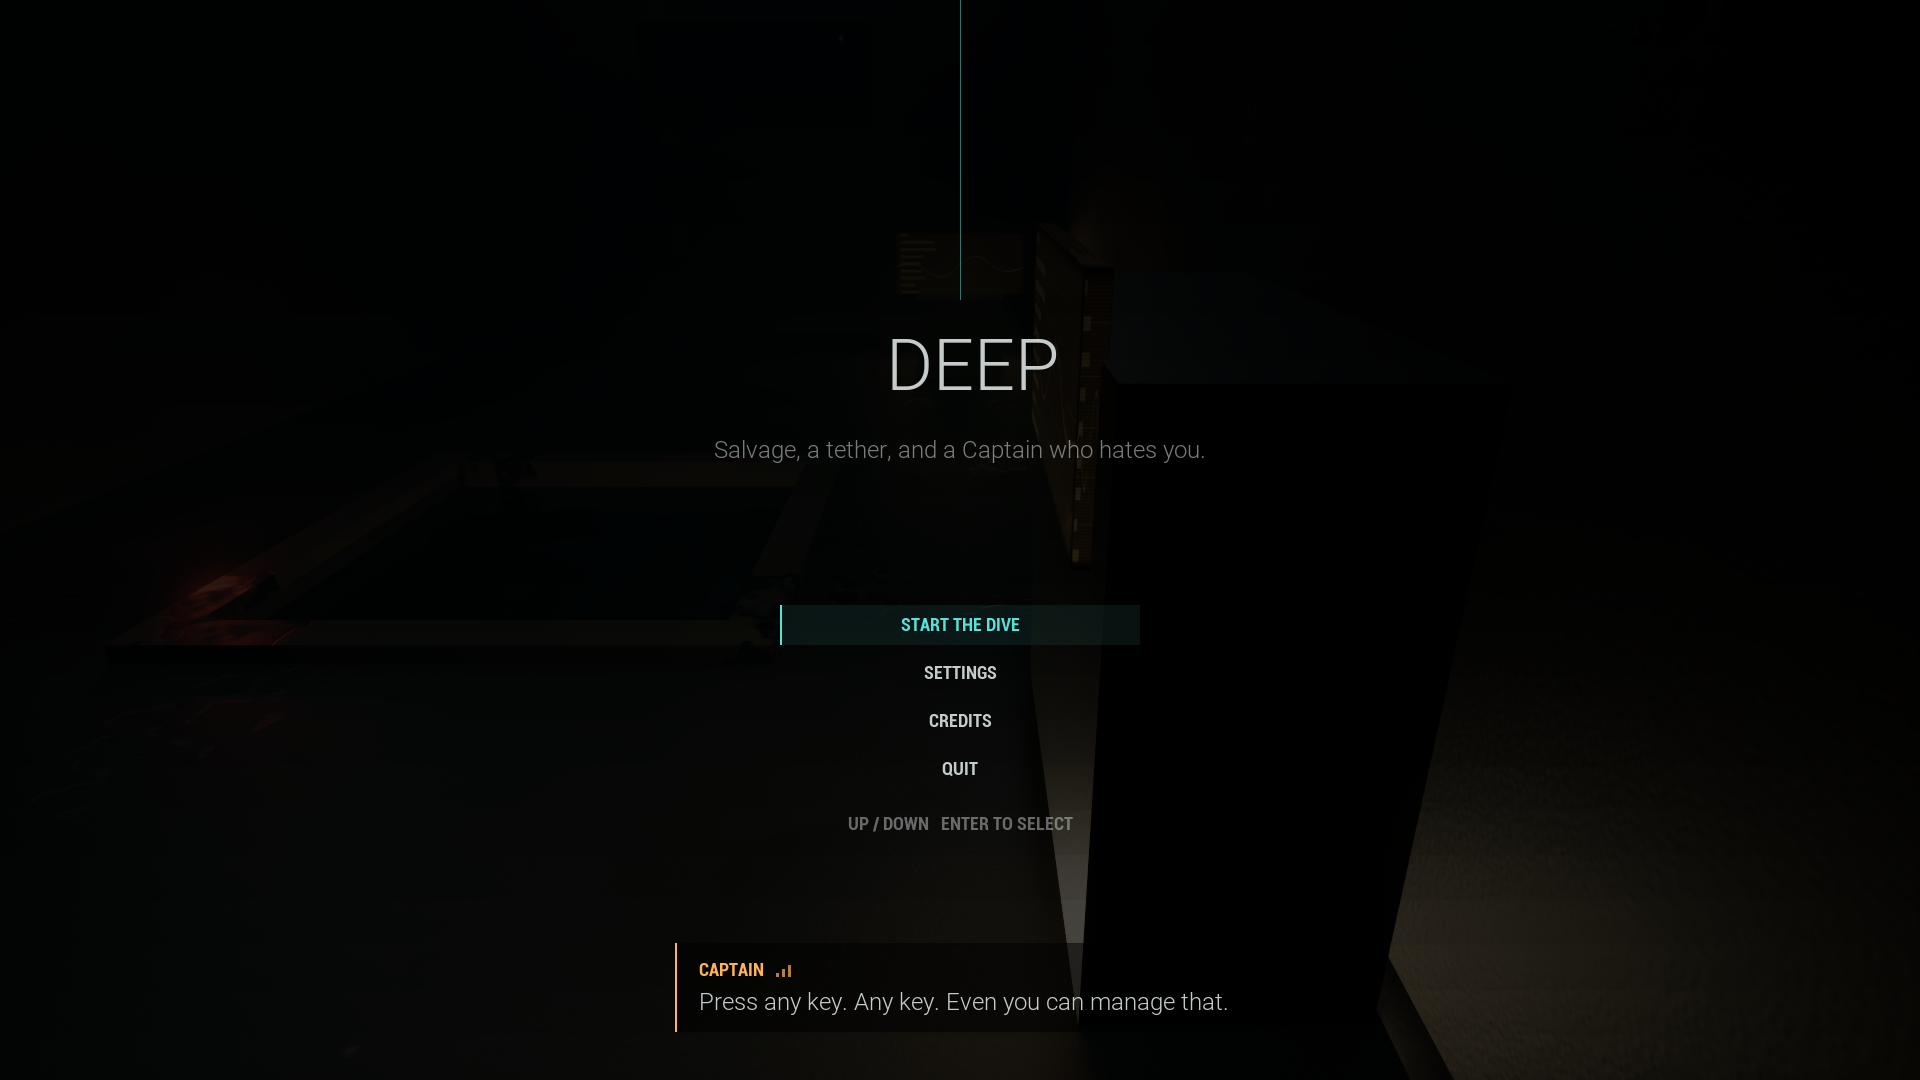 DEEP
Salvage, a tether, and a Captain who hates you.
START THE DIVE
SETTINGS
CREDITS
QUIT
UP / DOWN ENTER TO SELECT
CAPTAIN
Press any key. Any key. Even you can manage that.